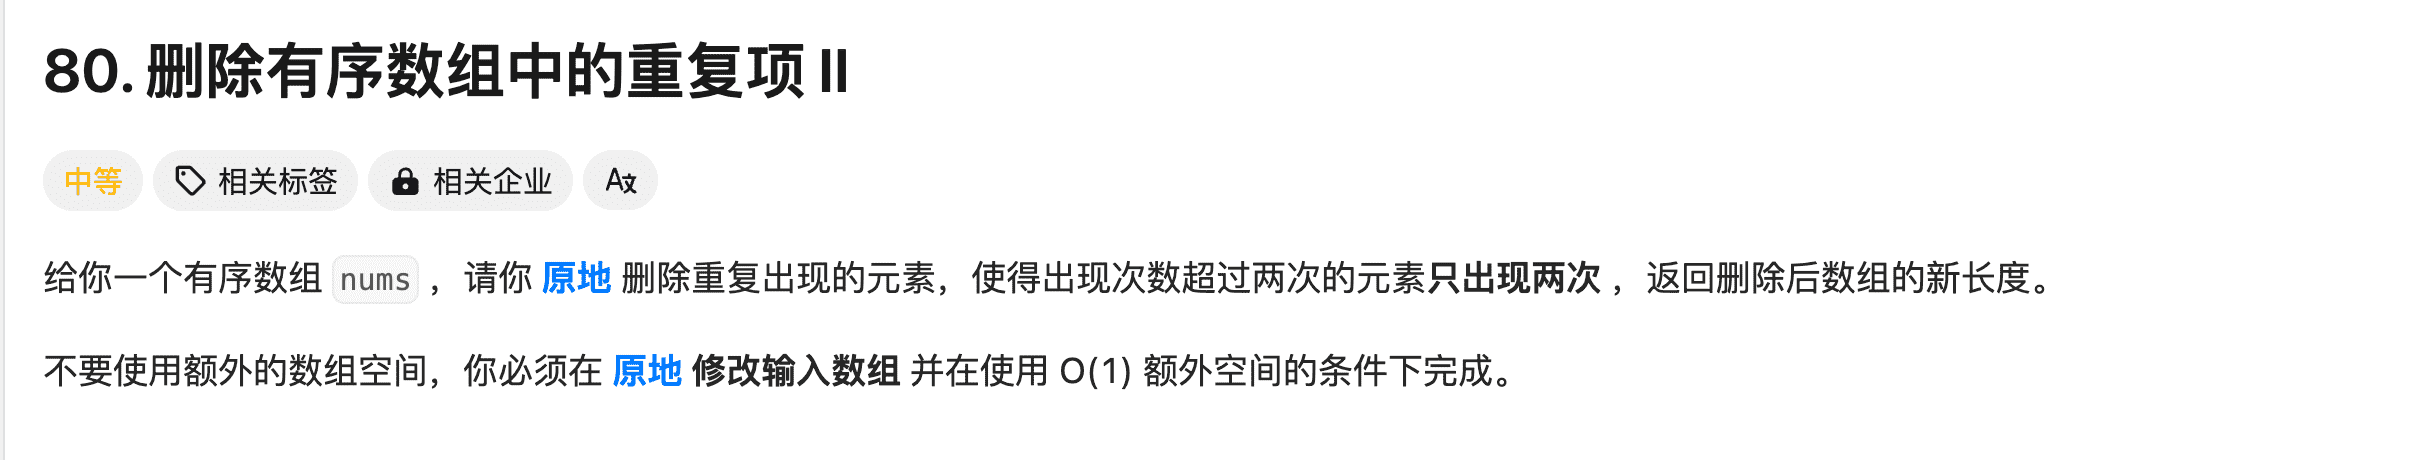 80. 删除有序数组中的重复项 II
中等 相关标签 相关企业
给你一个有序数组 nums ，请你 原地 删除重复出现的元素，使得出现次数超过两次的元素只出现两次 ，返回删除后数组的新长度。
不要使用额外的数组空间，你必须在 原地 修改输入数组 并在使用 O(1) 额外空间的条件下完成。